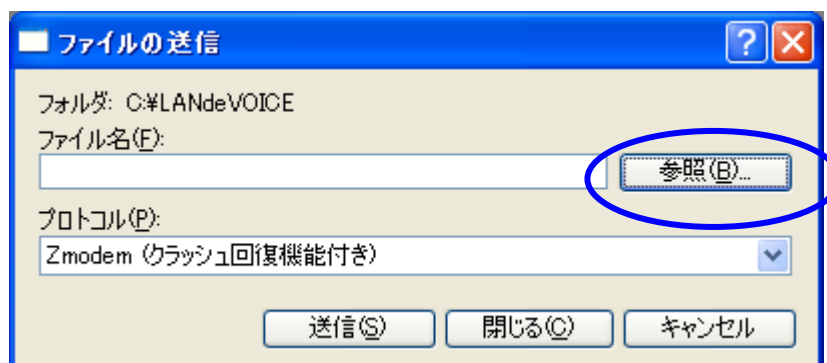 ファイルの送信
フォルダ: C:¥LANdeVOICE
ファイル名(F):
参照(B)...
プロトコル(P):
Zmodem (クラッシュ回復機能付き)
送信(S) 閉じる(C) キャンセル